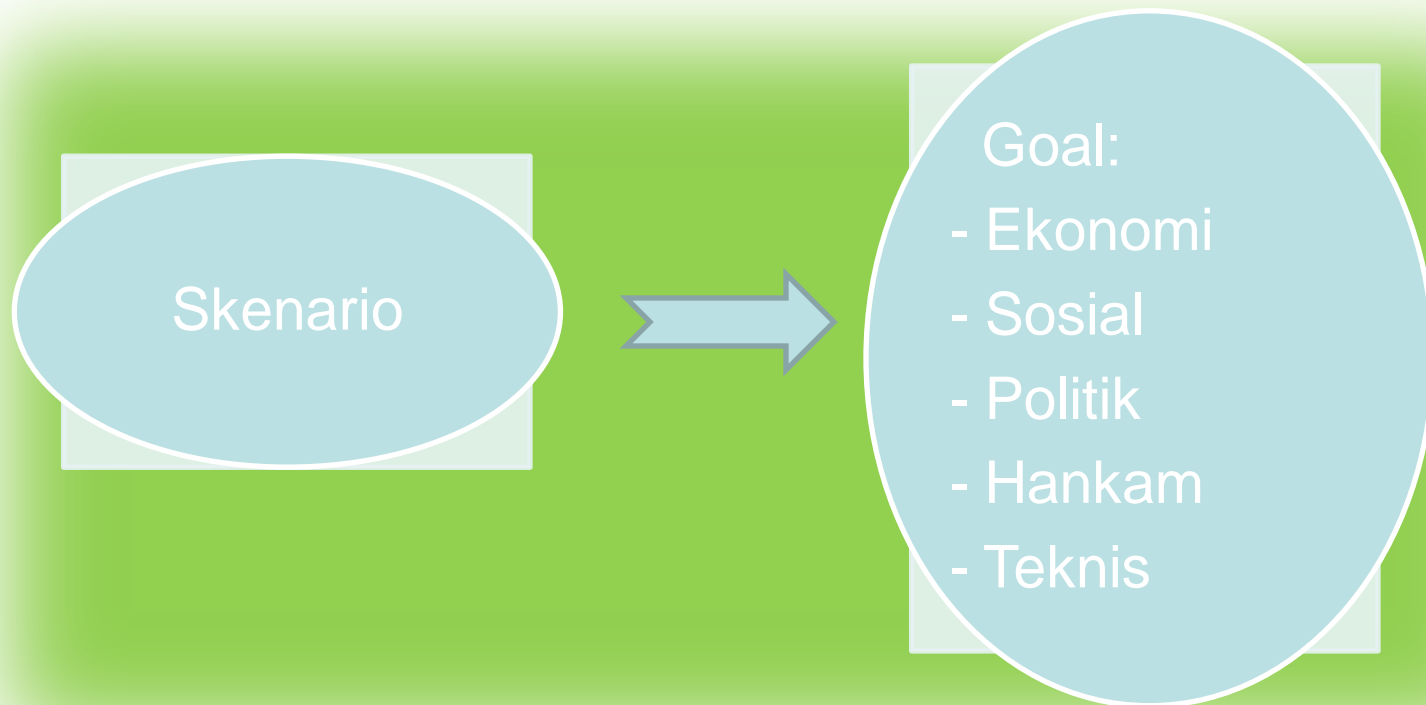 Skenario
Goal:
- Ekonomi
- Sosial
- Politik
- Hankam
- Teknis